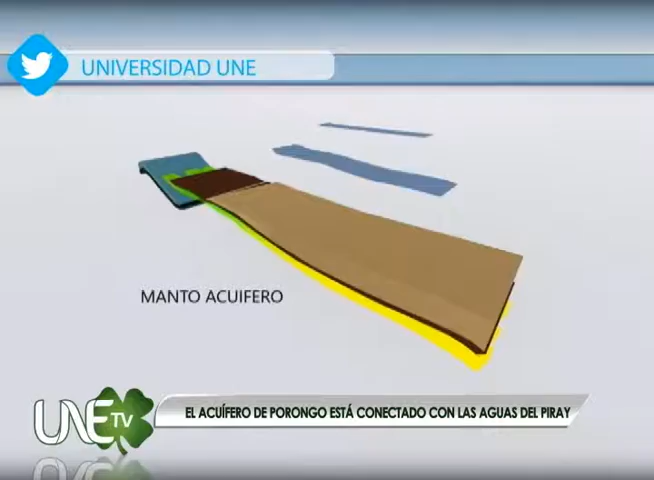 UNIVERSIDAD UNE
MANTO ACUIFERO
UNE TV
EL ACUÍFERO DE PORONGO ESTÁ CONECTADO CON LAS AGUAS DEL PIRAY